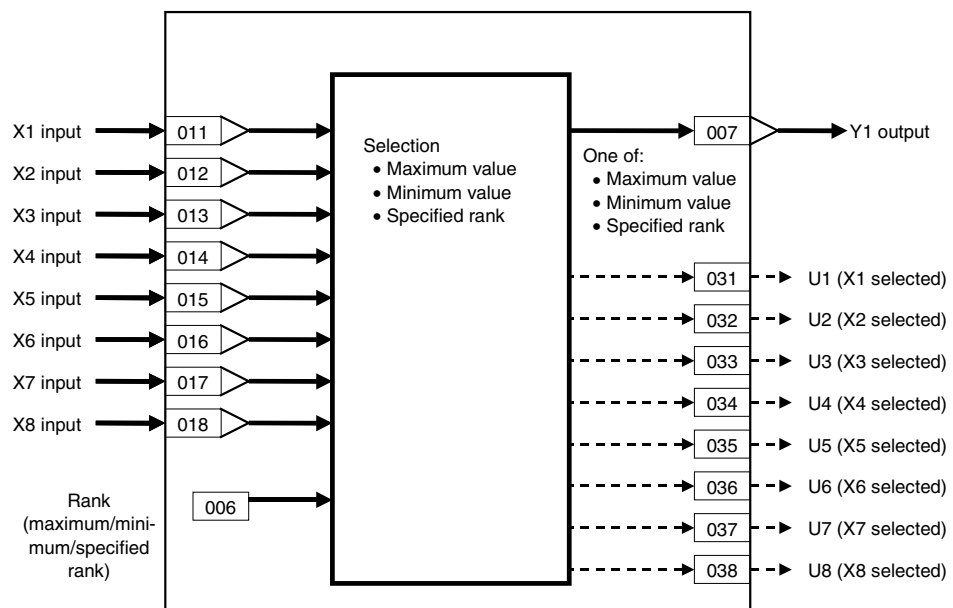 X1 input
011
X2 input
012
X3 input
013
X4 input
014
X5 input
015
X6 input
016
X7 input
017
X8 input
018
Rank
(maximum/mini-
mum/specified
rank)
006
Selection
• Maximum value
• Minimum value
• Specified rank
007
Y1 output
One of:
• Maximum value
• Minimum value
• Specified rank
031
U1 (X1 selected)
032
U2 (X2 selected)
033
U3 (X3 selected)
034
U4 (X4 selected)
035
U5 (X5 selected)
036
U6 (X6 selected)
037
U7 (X7 selected)
038
U8 (X8 selected)